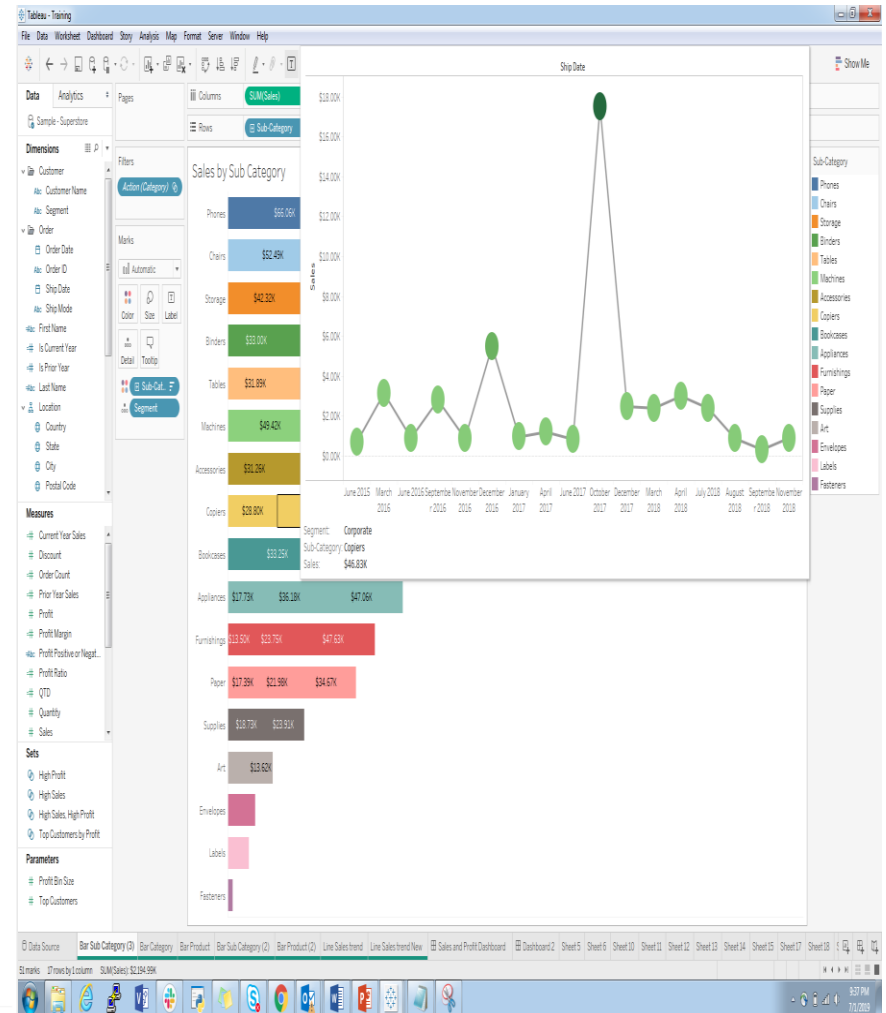 Tableau - Training
File Data Worksheet Dashboard Story Analysis Map Format Server Window Help
Show Me
Data Analytics
Sample - Superstore
Dimensions
Customer
Abc Customer Name
Abc Segment
Order
Order Date
Abc Order ID
Ship Date
Abc Ship Mode
First Name
Is Current Year
Is Prior Year
Last Name
Location
Country
State
City
Postal Code
Measures
Current Year Sales
Discount
Order Count
Prior Year Sales
Profit
Profit Margin
Profit Positive or Negat...
Profit Ratio
QTD
Quantity
Sales
Sets
High Profit
High Sales
High Sales, High Profit
Top Customers by Profit
Parameters
Profit Bin Size
Top Customers
Pages
Filters
Action (Category)
Marks
Automatic
Color Size Label
Detail Tooltip
Sub-Cat..
Segment
Columns SUM(Sales)
Rows Sub-Category
Sales by Sub Category
Phones $66.06K
Chairs $52.49K
Storage $42.32K
Binders $33.00K
Tables $31.89K
Machines $49.42K
Accessories $31.26K
Copiers $28.80K
Bookcases $33.25K
Appliances $17.73K $36.18K $47.06K
Furnishings $13.50K $23.75K $47.63K
Paper $17.39K $21.98K $34.67K
Supplies $18.73K $23.91K
Art $13.62K
Envelopes
Labels
Fasteners
Ship Date
Sales
$18.00K
$16.00K
$14.00K
$12.00K
$10.00K
$8.00K
$6.00K
$4.00K
$2.00K
$0.00K
June 2015 March June 2016 Septembe November December January April June 2017 October December March April July 2018 August Septembe November
2016 r 2016 2016 2016 2017 2017 2017 2017 2018 2018 2018 r 2018 2018
Segment: Corporate
Sub-Category: Copiers
Sales: $46.83K
Sub-Category
Phones
Chairs
Storage
Binders
Tables
Machines
Accessories
Copiers
Bookcases
Appliances
Furnishings
Paper
Supplies
Art
Envelopes
Labels
Fasteners
Data Source Bar Sub Category (3) Bar Category Bar Product Bar Sub Category (2) Bar Product (2) Line Sales trend Line Sales trend New Sales and Profit Dashboard Dashboard 2 Sheet 5 Sheet 6 Sheet 10 Sheet 11 Sheet 12 Sheet 13 Sheet 14 Sheet 15 Sheet 17 Sheet 18
51 marks 17 rows by 1 column SUM(Sales): $2,194.99K
9:37 PM
7/1/2019